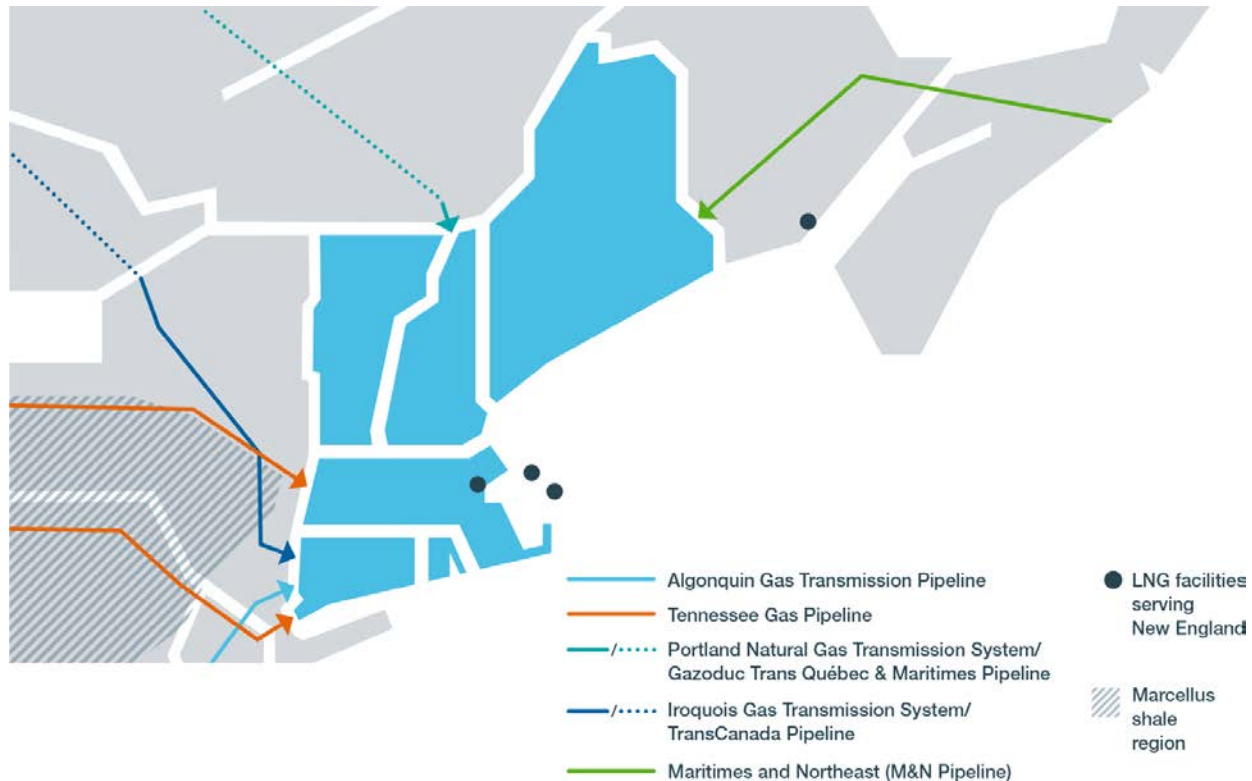 Algonquin Gas Transmission Pipeline
Tennessee Gas Pipeline
Portland Natural Gas Transmission System/
Gazoduc Trans Québec & Maritimes Pipeline
Iroquois Gas Transmission System/
TransCanada Pipeline
Maritimes and Northeast (M&N Pipeline)
LNG facilities
serving
New England
Marcellus
shale
region